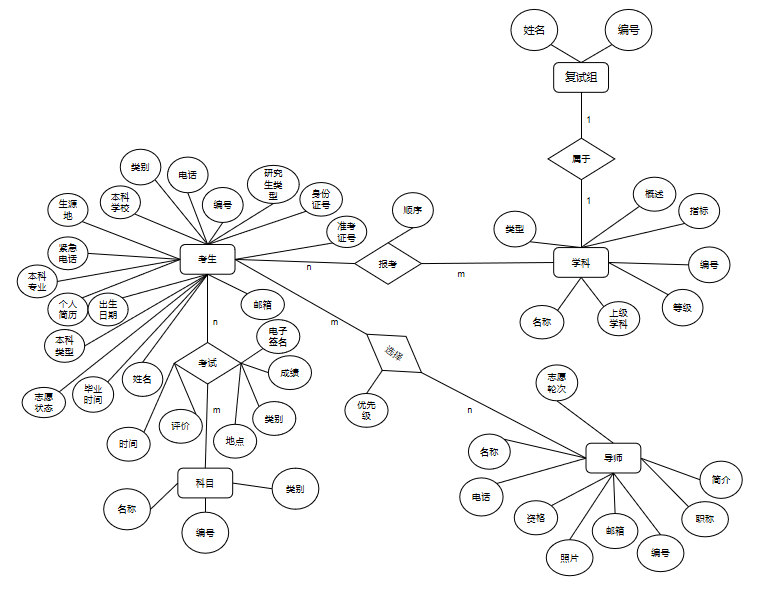 姓名
编号
复试组
1
属于
1
类别
电话
研究
生类
型
身份
证号
本科
学校
编号
生源
地
准考
证号
顺序
概述
指标
类型
紧急
电话
考生
n
报考
m
学科
编号
本科
专业
个人
简历
出生
日期
邮箱
名称
上级
学科
等级
本科
类型
n
m
电子
签名
选择
考试
成绩
姓名
毕业
时间
志愿
状态
m
优先
级
n
志愿
轮次
时间
评价
地点
类别
名称
导师
简介
科目
类别
电话
名称
编号
资格
照片
邮箱
编号
职称